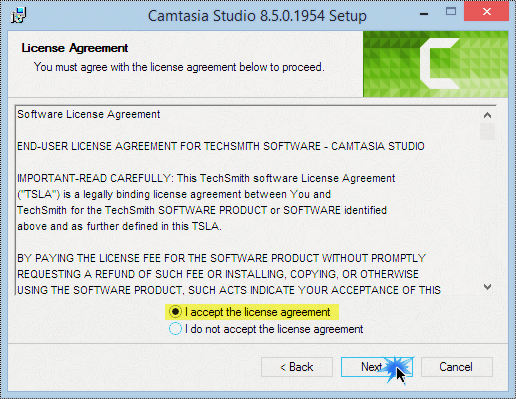 Camtasia Studio 8.5.0.1954 Setup
License Agreement
You must agree with the license agreement below to proceed.
Software License Agreement
END-USER LICENSE AGREEMENT FOR TECHSMITH SOFTWARE - CAMTASIA STUDIO
IMPORTANT-READ CAREFULLY: This TechSmith software License Agreement
("TSLA") is a legally binding license agreement between You and
TechSmith for the TechSmith SOFTWARE PRODUCT or SOFTWARE identified
above and as further defined in this TSLA.
BY PAYING THE LICENSE FEE FOR THE SOFTWARE PRODUCT WITHOUT PROMPTLY
REQUESTING A REFUND OF SUCH FEE OR INSTALLING, COPYING, OR OTHERWISE
USING THE SOFTWARE PRODUCT, SUCH ACTS INDICATE YOUR ACCEPTANCE OF THIS
I accept the license agreement
I do not accept the license agreement
< Back Next Cancel